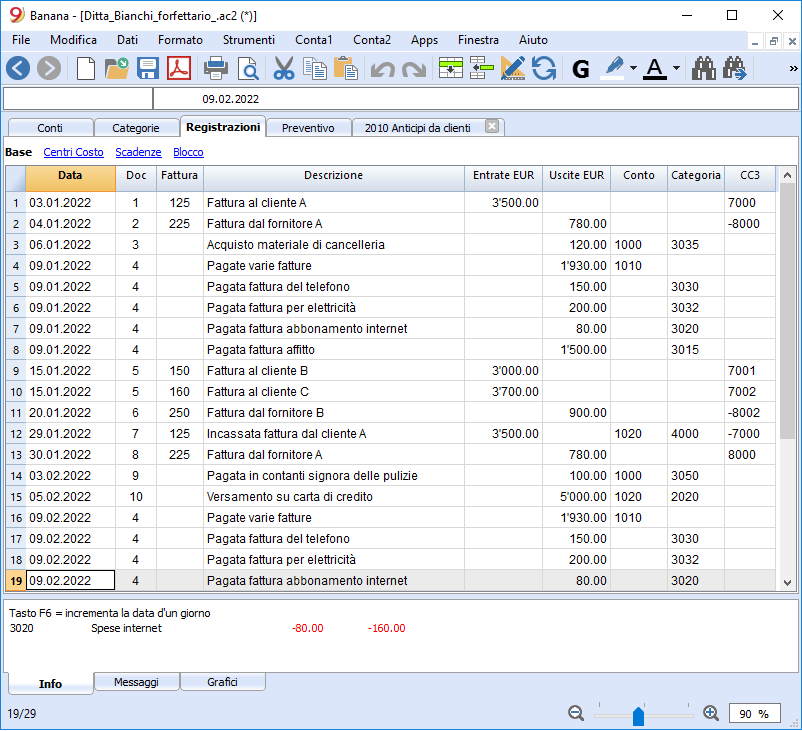 Banana - [Ditta_Bianchi_forfettario_.ac2 (*)]
File Modifica Dati Formato Strumenti Conta1 Conta2 Apps Finestra Aiuto
G A »
09.02.2022
Conti Categorie Registrazioni Preventivo 2010 Anticipi da clienti
Base Centri Costo Scadenze Blocco
Data Doc Fattura Descrizione Entrate EUR Uscite EUR Conto Categoria CC3
1 03.01.2022 1 125 Fattura al cliente A 3'500.00 7000
2 04.01.2022 2 225 Fattura dal fornitore A 780.00 -8000
3 06.01.2022 3 Acquisto materiale di cancelleria 120.00 1000 3035
4 09.01.2022 4 Pagate varie fatture 1'930.00 1010
5 09.01.2022 4 Pagata fattura del telefono 150.00 3030
6 09.01.2022 4 Pagata fattura per elettricità 200.00 3032
7 09.01.2022 4 Pagata fattura abbonamento internet 80.00 3020
8 09.01.2022 4 Pagata fattura affitto 1'500.00 3015
9 15.01.2022 5 150 Fattura al cliente B 3'000.00 7001
10 15.01.2022 5 160 Fattura al cliente C 3'700.00 7002
11 20.01.2022 6 250 Fattura dal fornitore B 900.00 -8002
12 29.01.2022 7 125 Incassata fattura dal cliente A 3'500.00 1020 4000 -7000
13 30.01.2022 8 225 Fattura dal fornitore A 780.00 8000
14 03.02.2022 9 Pagata in contanti signora delle pulizie 100.00 1000 3050
15 05.02.2022 10 Versamento su carta di credito 5'000.00 1020 2020
16 09.02.2022 4 Pagate varie fatture 1'930.00 1010
17 09.02.2022 4 Pagata fattura del telefono 150.00 3030
18 09.02.2022 4 Pagata fattura per elettricità 200.00 3032
19 09.02.2022 4 Pagata fattura abbonamento internet 80.00 3020
Tasto F6 = incrementa la data d'un giorno
3020 Spese internet -80.00 -160.00
Info Messaggi Grafici
19/29 90 %